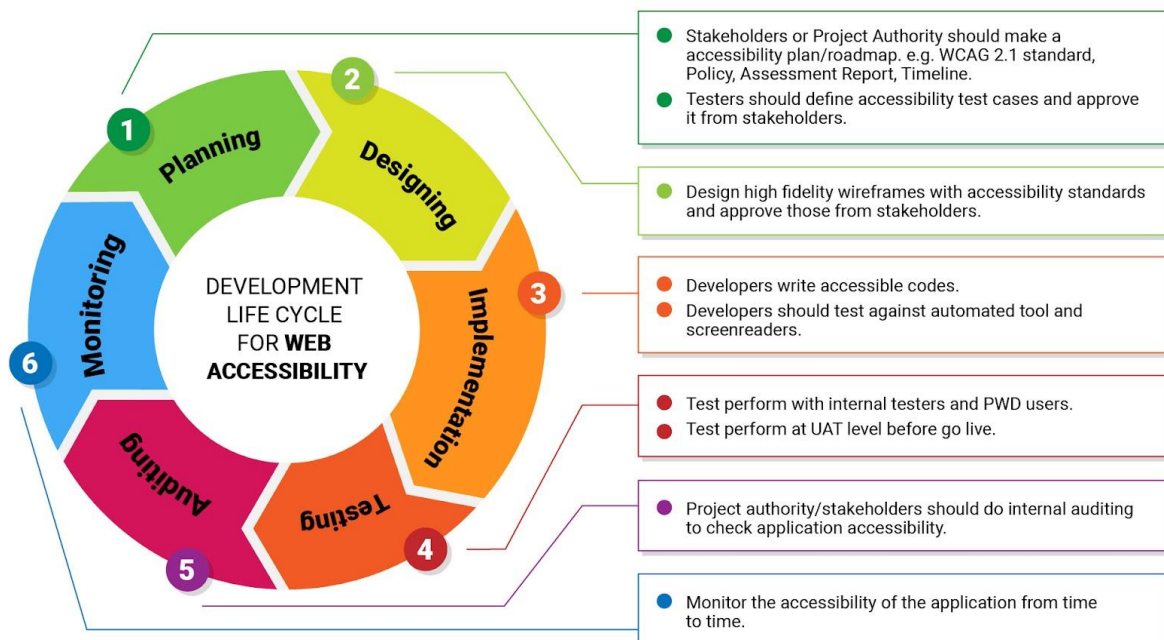 1
Planning
2
Designing
3
Implementation
4
Testing
5
Auditing
6
Monitoring
DEVELOPMENT
LIFE CYCLE
FOR WEB
ACCESSIBILITY
Stakeholders or Project Authority should make a
accessibility plan/roadmap. e.g. WCAG 2.1 standard,
Policy, Assessment Report, Timeline.
Testers should define accessibility test cases and approve
it from stakeholders.
Design high fidelity wireframes with accessibility standards
and approve those from stakeholders.
Developers write accessible codes.
Developers should test against automated tool and
screenreaders.
Test perform with internal testers and PWD users.
Test perform at UAT level before go live.
Project authority/stakeholders should do internal auditing
to check application accessibility.
Monitor the accessibility of the application from time
to time.